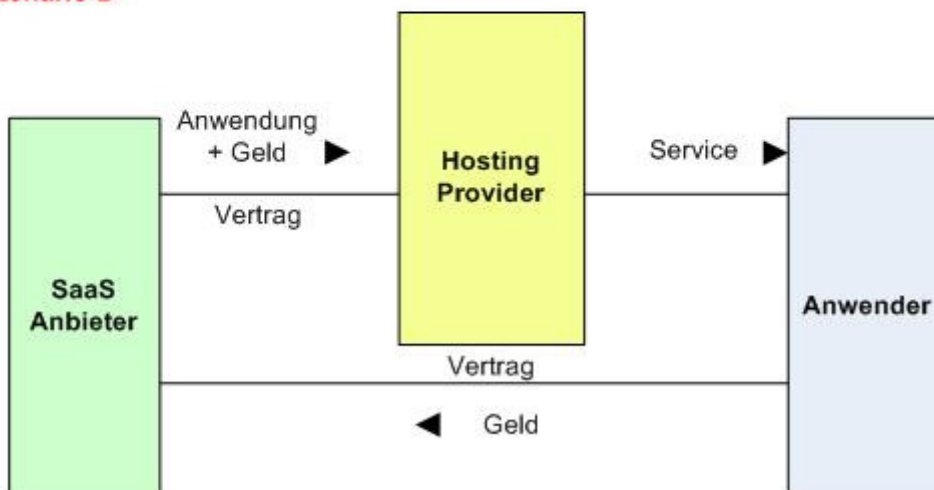 Anwendung
+ Geld
Vertrag
SaaS
Anbieter
Hosting
Provider
Service
Anwender
Vertrag
Geld